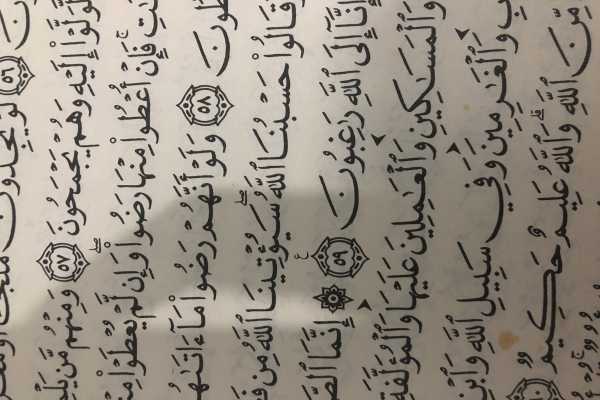 ٥٦ لَوْ يَجِدُونَ مَلْجَـًٔا أَوْ
لَّوَلَّوْا۟ إِلَيْهِ وَهُمْ يَجْمَحُونَ ٥٧ وَمِنْهُم مَّن
فَإِنْ أُعْطُوا۟ مِنْهَا رَضُوا۟ وَإِن لَّمْ يُعْطَوْا۟
٥٨ وَلَوْ أَنَّهُمْ رَضُوا۟ مَآ ءَاتَىٰهُ
قَالُوا۟ حَسْبُنَا ٱللَّهُ سَيُؤْتِينَا ٱللَّهُ مِن
إِنَّآ إِلَى ٱللَّهِ رَٰغِبُونَ ٥٩ ۞ إِنَّمَا
وَٱلْمَسَـٰكِينِ وَٱلْعَـٰمِلِينَ عَلَيْهَا وَٱلْمُؤَلَّفَةِ
وَٱلْغَـٰرِمِينَ وَفِى سَبِيلِ ٱللَّهِ وَٱبْنِ
مِّنَ ٱللَّهِ ۗ وَٱللَّهُ عَلِيمٌ حَكِيمٌ